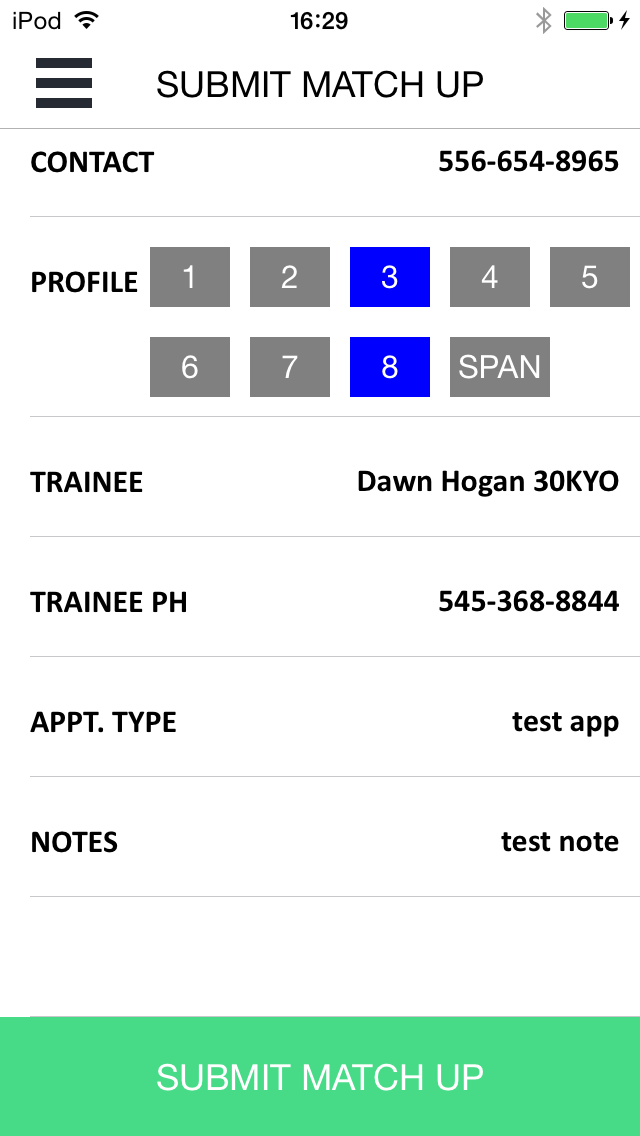 iPod 16:29
SUBMIT MATCH UP
CONTACT 556-654-8965
PROFILE 1 2 3 4 5
6 7 8 SPAN
TRAINEE Dawn Hogan 30KYO
TRAINEE PH 545-368-8844
APPT. TYPE test app
NOTES test note
SUBMIT MATCH UP